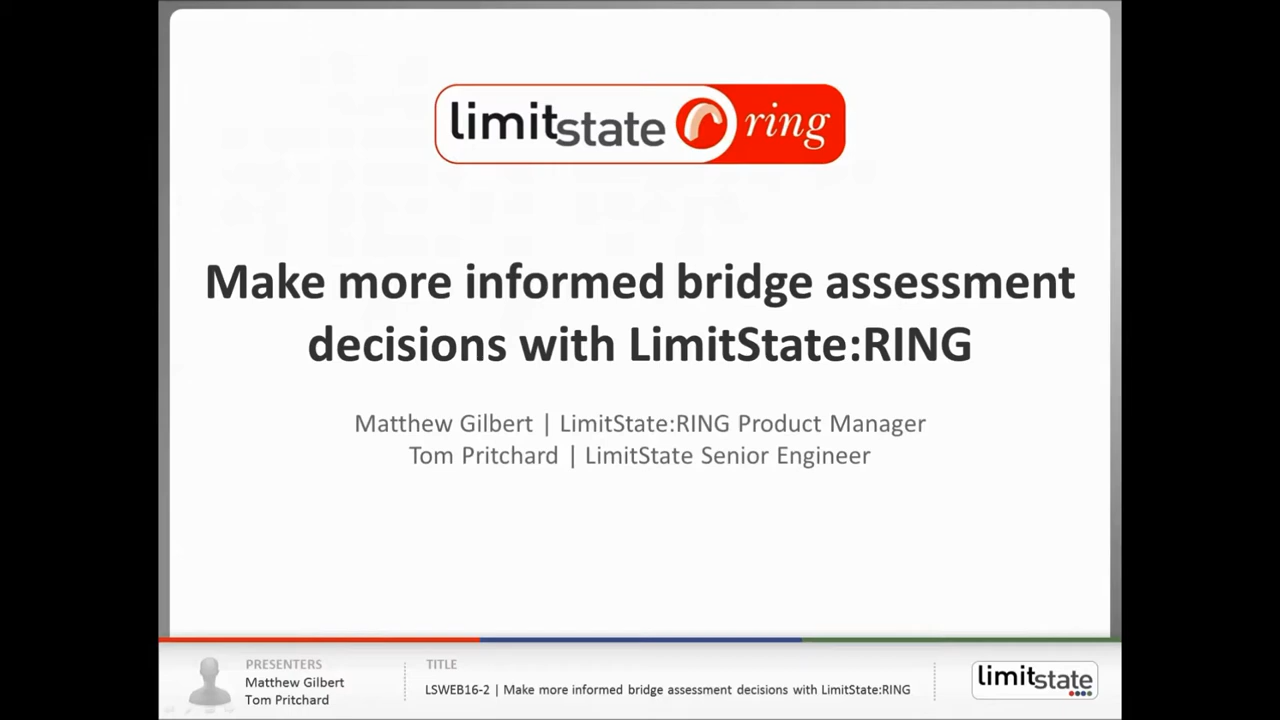 limitstate ring
Make more informed bridge assessment
decisions with LimitState:RING
Matthew Gilbert | LimitState:RING Product Manager
Tom Pritchard | LimitState Senior Engineer
PRESENTERS
Matthew Gilbert
Tom Pritchard
TITLE
LSWEB16-2 | Make more informed bridge assessment decisions with LimitState:RING
limitstate